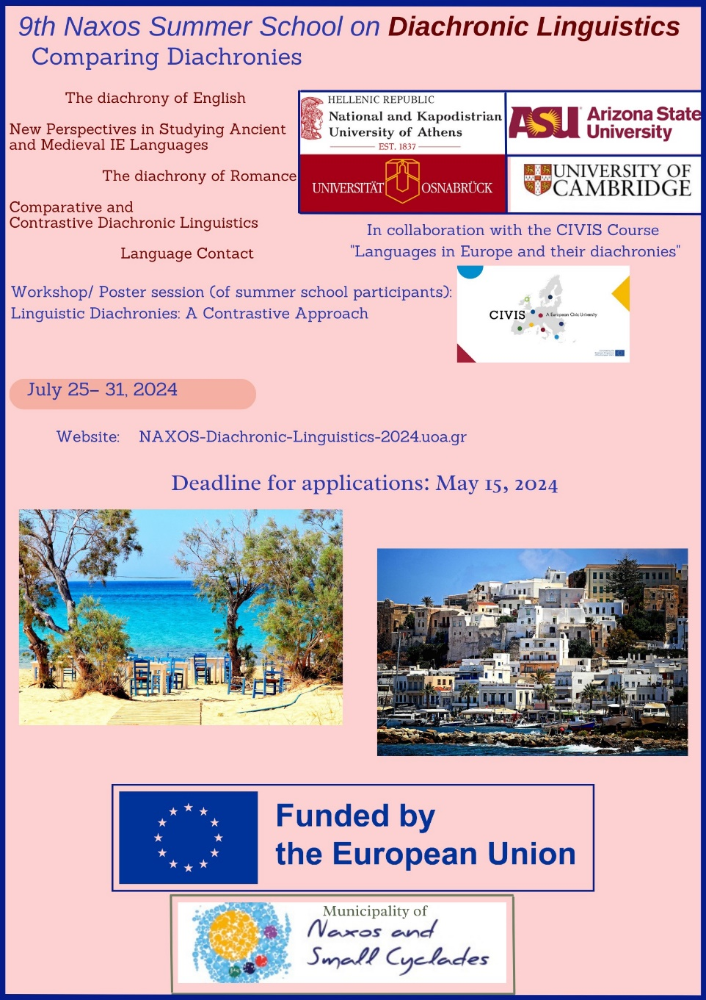 9th Naxos Summer School on Diachronic Linguistics
Comparing Diachronies
The diachrony of English
New Perspectives in Studying Ancient
and Medieval IE Languages
The diachrony of Romance
Comparative and
Contrastive Diachronic Linguistics
Language Contact
HELLENIC REPUBLIC
National and Kapodistrian
University of Athens
EST. 1837
ASU Arizona State
University
UNIVERSITÄT OSNABRÜCK
UNIVERSITY OF
CAMBRIDGE
In collaboration with the CIVIS Course
"Languages in Europe and their diachronies"
Workshop/ Poster session (of summer school participants):
Linguistic Diachronies: A Contrastive Approach
CIVIS A European Civic University
July 25– 31, 2024
Website: NAXOS-Diachronic-Linguistics-2024.uoa.gr
Deadline for applications: May 15, 2024
Funded by
the European Union
Municipality of
Naxos and
Small Cyclades